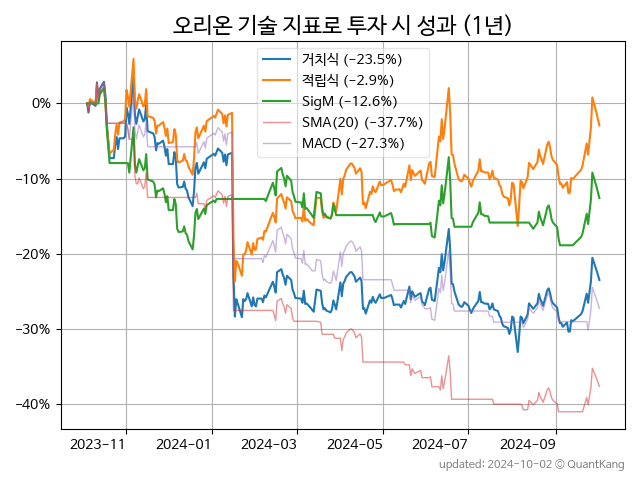 오리온 기술 지표로 투자 시 성과 (1년)
거치식 (−23.5%)
적립식 (−2.9%)
SigM (−12.6%)
SMA(20) (−37.7%)
MACD (−27.3%)
0%
−10%
−20%
−30%
−40%
2023−11 2024−01 2024−03 2024−05 2024−07 2024−09
updated: 2024-10-02 © QuantKang